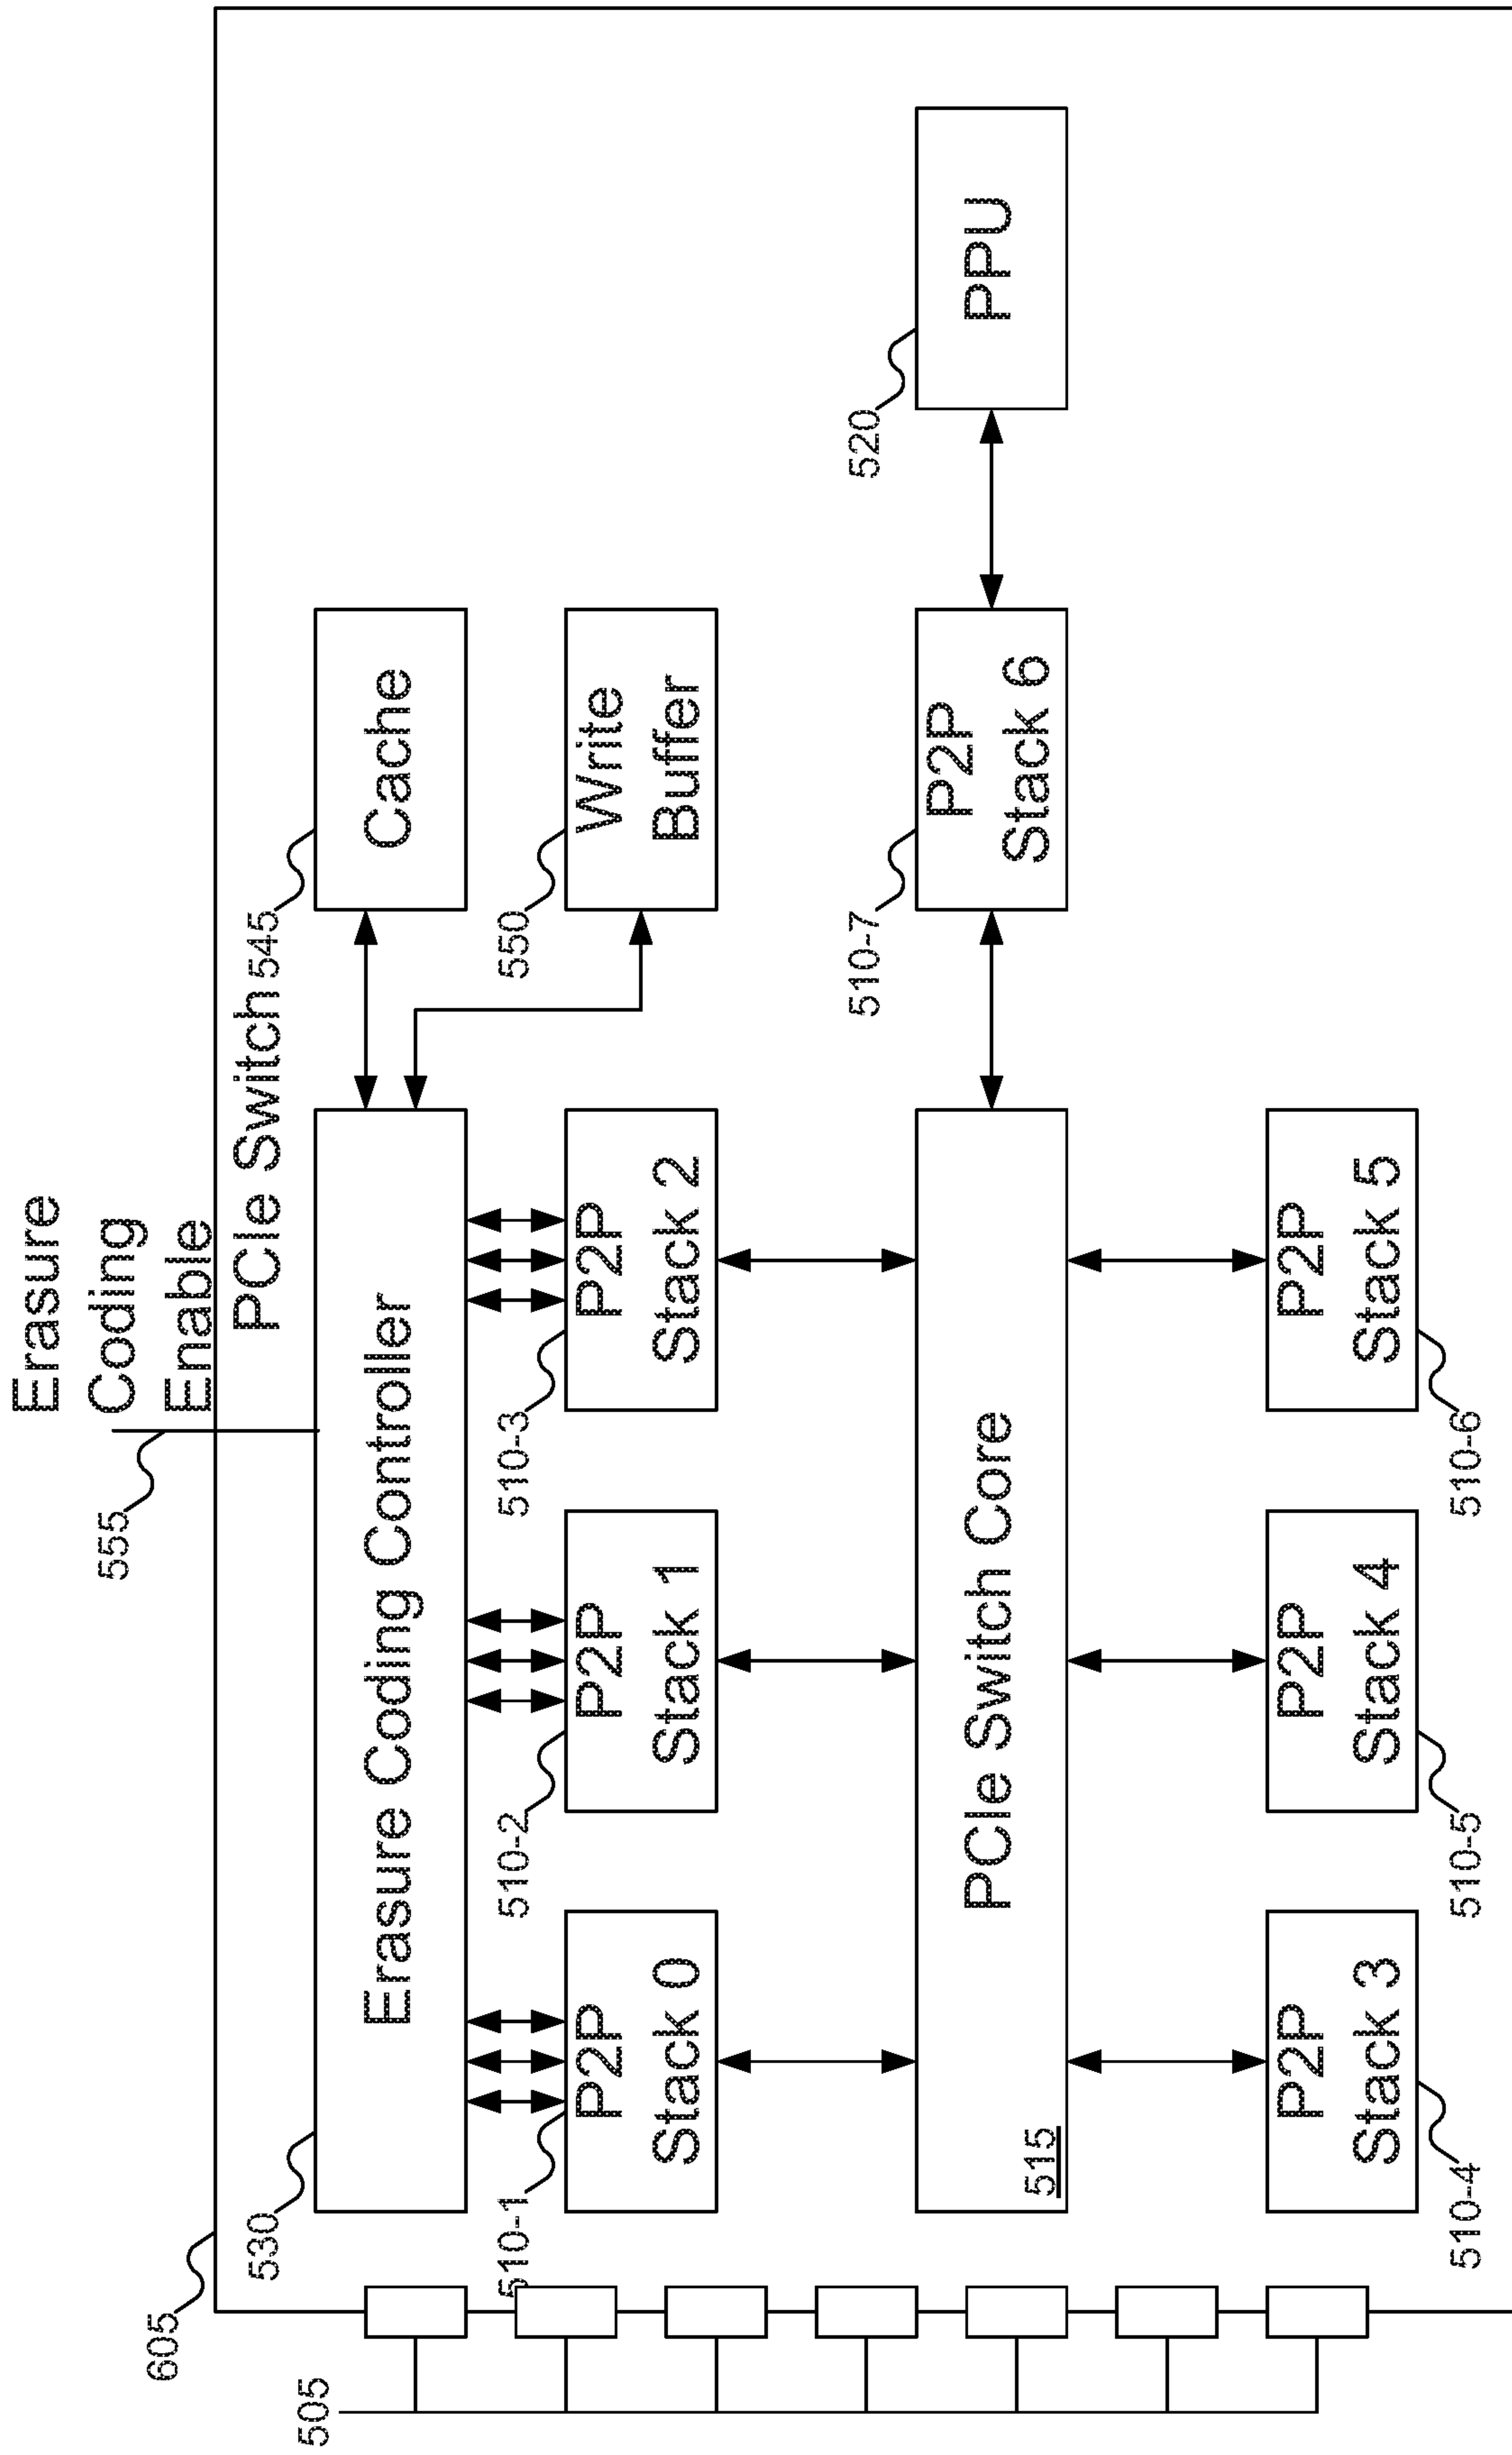 Erasure
Coding
Enable
555
605
PCIe Switch
545
530
Erasure Coding Controller
Cache
505
510-1
510-2
510-3
550
P2P
Stack 0
P2P
Stack 1
P2P
Stack 2
Write
Buffer
510-7
520
PCIe Switch Core
515
P2P
Stack 6
PPU
P2P
Stack 3
P2P
Stack 4
P2P
Stack 5
510-4
510-5
510-6